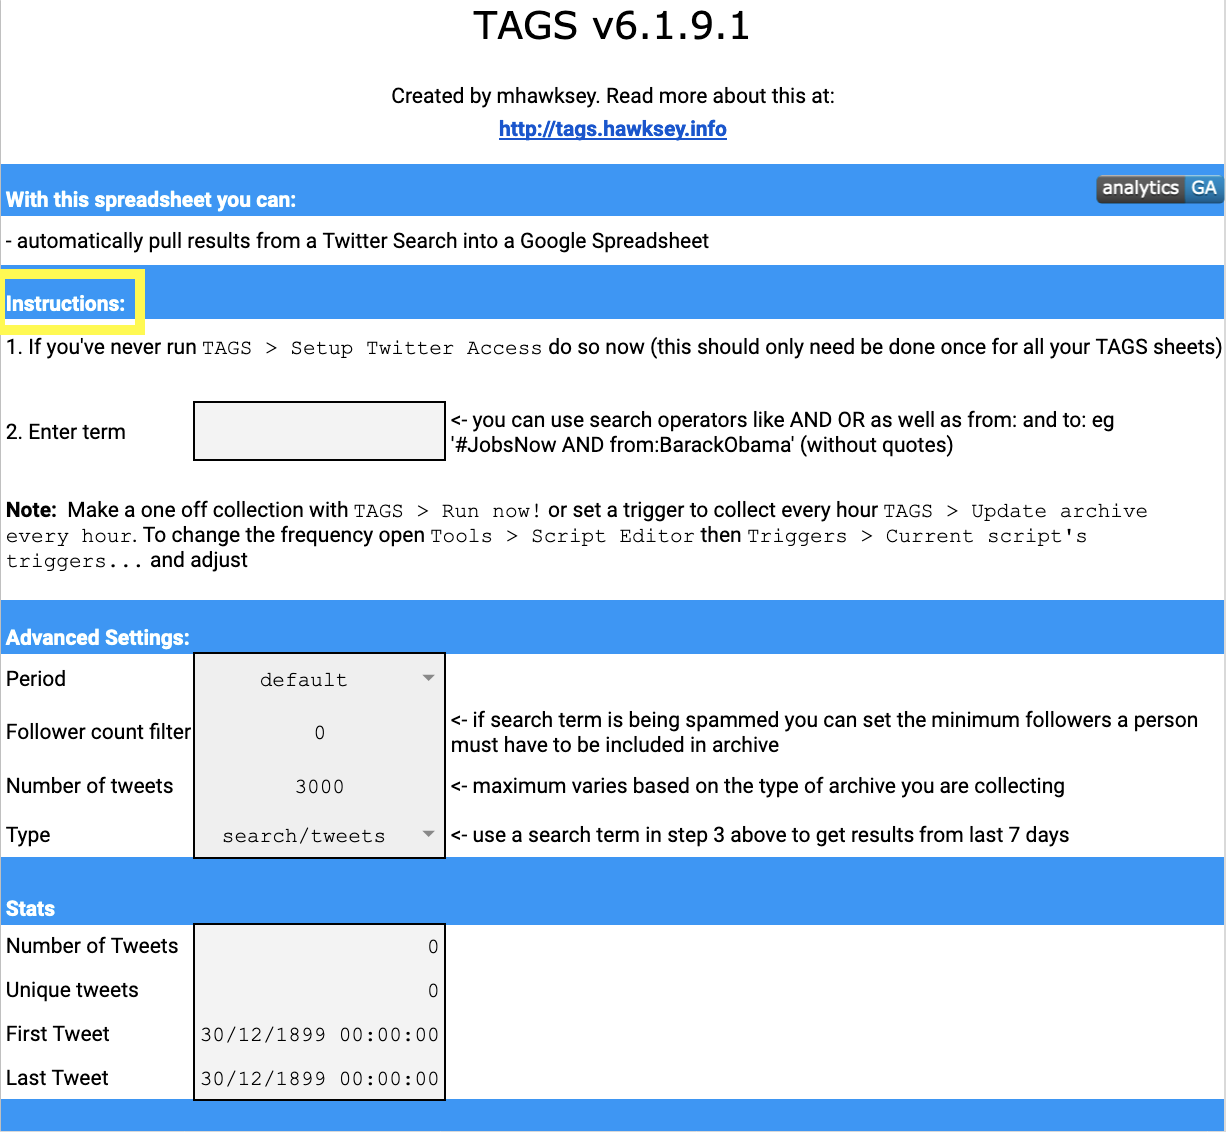 TAGS v6.1.9.1
Created by mhawksey. Read more about this at:
http://tags.hawksey.info
With this spreadsheet you can:
analytics GA
- automatically pull results from a Twitter Search into a Google Spreadsheet
Instructions:
1. If you've never run TAGS > Setup Twitter Access do so now (this should only need be done once for all your TAGS sheets)
2. Enter term
<- you can use search operators like AND OR as well as from: and to: eg
'#JobsNow AND from:BarackObama' (without quotes)
Note: Make a one off collection with TAGS > Run now! or set a trigger to collect every hour TAGS > Update archive
every hour. To change the frequency open Tools > Script Editor then Triggers > Current script's
triggers... and adjust
Advanced Settings:
Period default
Follower count filter 0
<- if search term is being spammed you can set the minimum followers a person
must have to be included in archive
Number of tweets 3000 <- maximum varies based on the type of archive you are collecting
Type search/tweets <- use a search term in step 3 above to get results from last 7 days
Stats
Number of Tweets 0
Unique tweets 0
First Tweet 30/12/1899 00:00:00
Last Tweet 30/12/1899 00:00:00